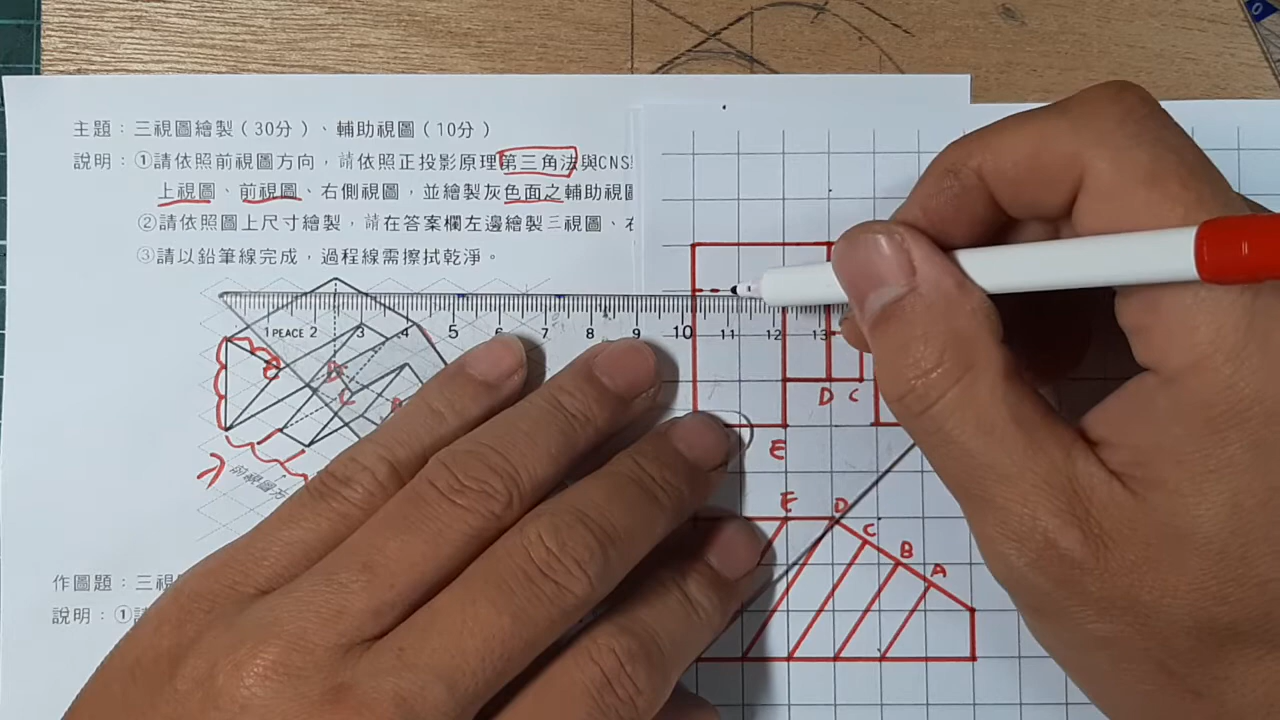 主題：三視圖繪製（30分）、輔助視圖（10分）
說明：①請依照前視圖方向，請依照正投影原理第三角法與CNS
上視圖、前視圖、右側視圖，並繪製灰色面之輔助視圖
②請依照圖上尺寸繪製，請在答案欄左邊繪製三視圖、
③請以鉛筆線完成，過程線需擦拭乾淨。
1 PEACE 2 3 4 5 6 7 8 9 10 11 12 13
D C
E
E D C B A
D
C
前視圖方
作圖題：三視
說明：①
0